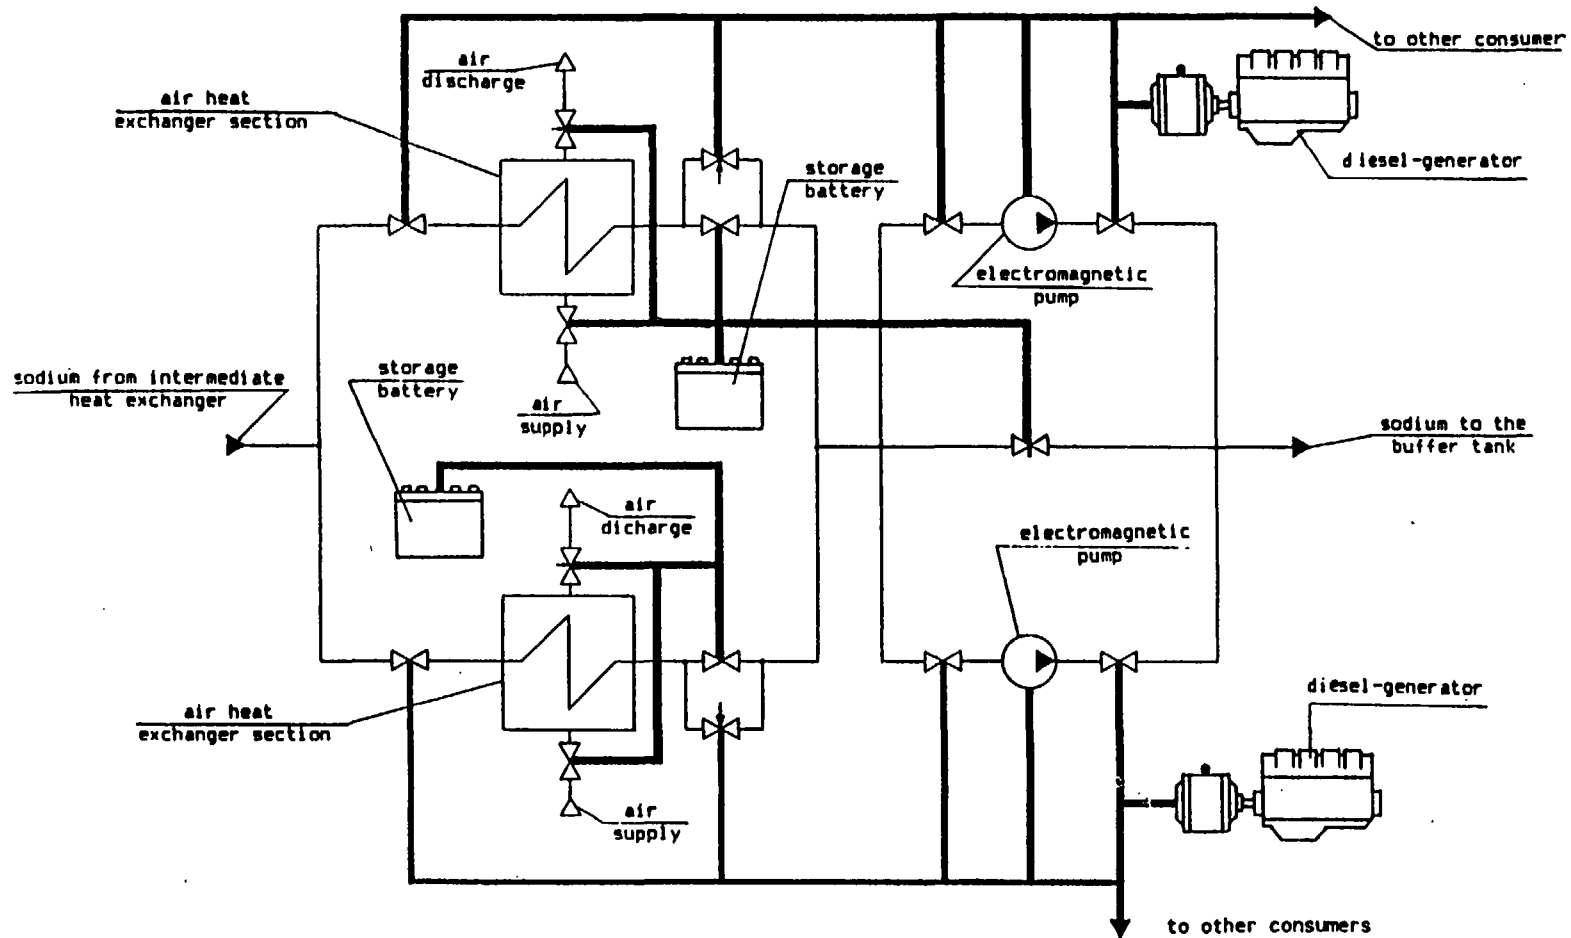 to other consumer
air
discharge
air heat
exchanger section
diesel-generator
storage
battery
electromagnetic
pump
sodium from intermediate
heat exchanger
storage
battery
air
supply
sodium to the
buffer tank
air
dicharge
electromagnetic
pump
diesel-generator
air heat
exchanger section
air
supply
to other consumers